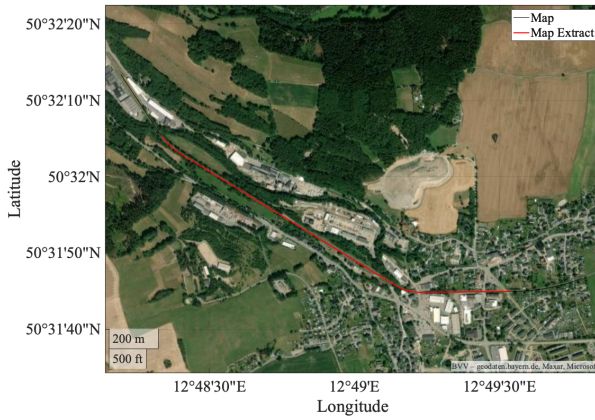 Map
Map Extract
50°32'20"N
50°32'10"N
50°32'N
50°31'50"N
50°31'40"N
Latitude
200 m
500 ft
BVV – geodaten.bayern.de, Maxar, Microsoft
12°48'30"E
12°49'E
12°49'30"E
Longitude